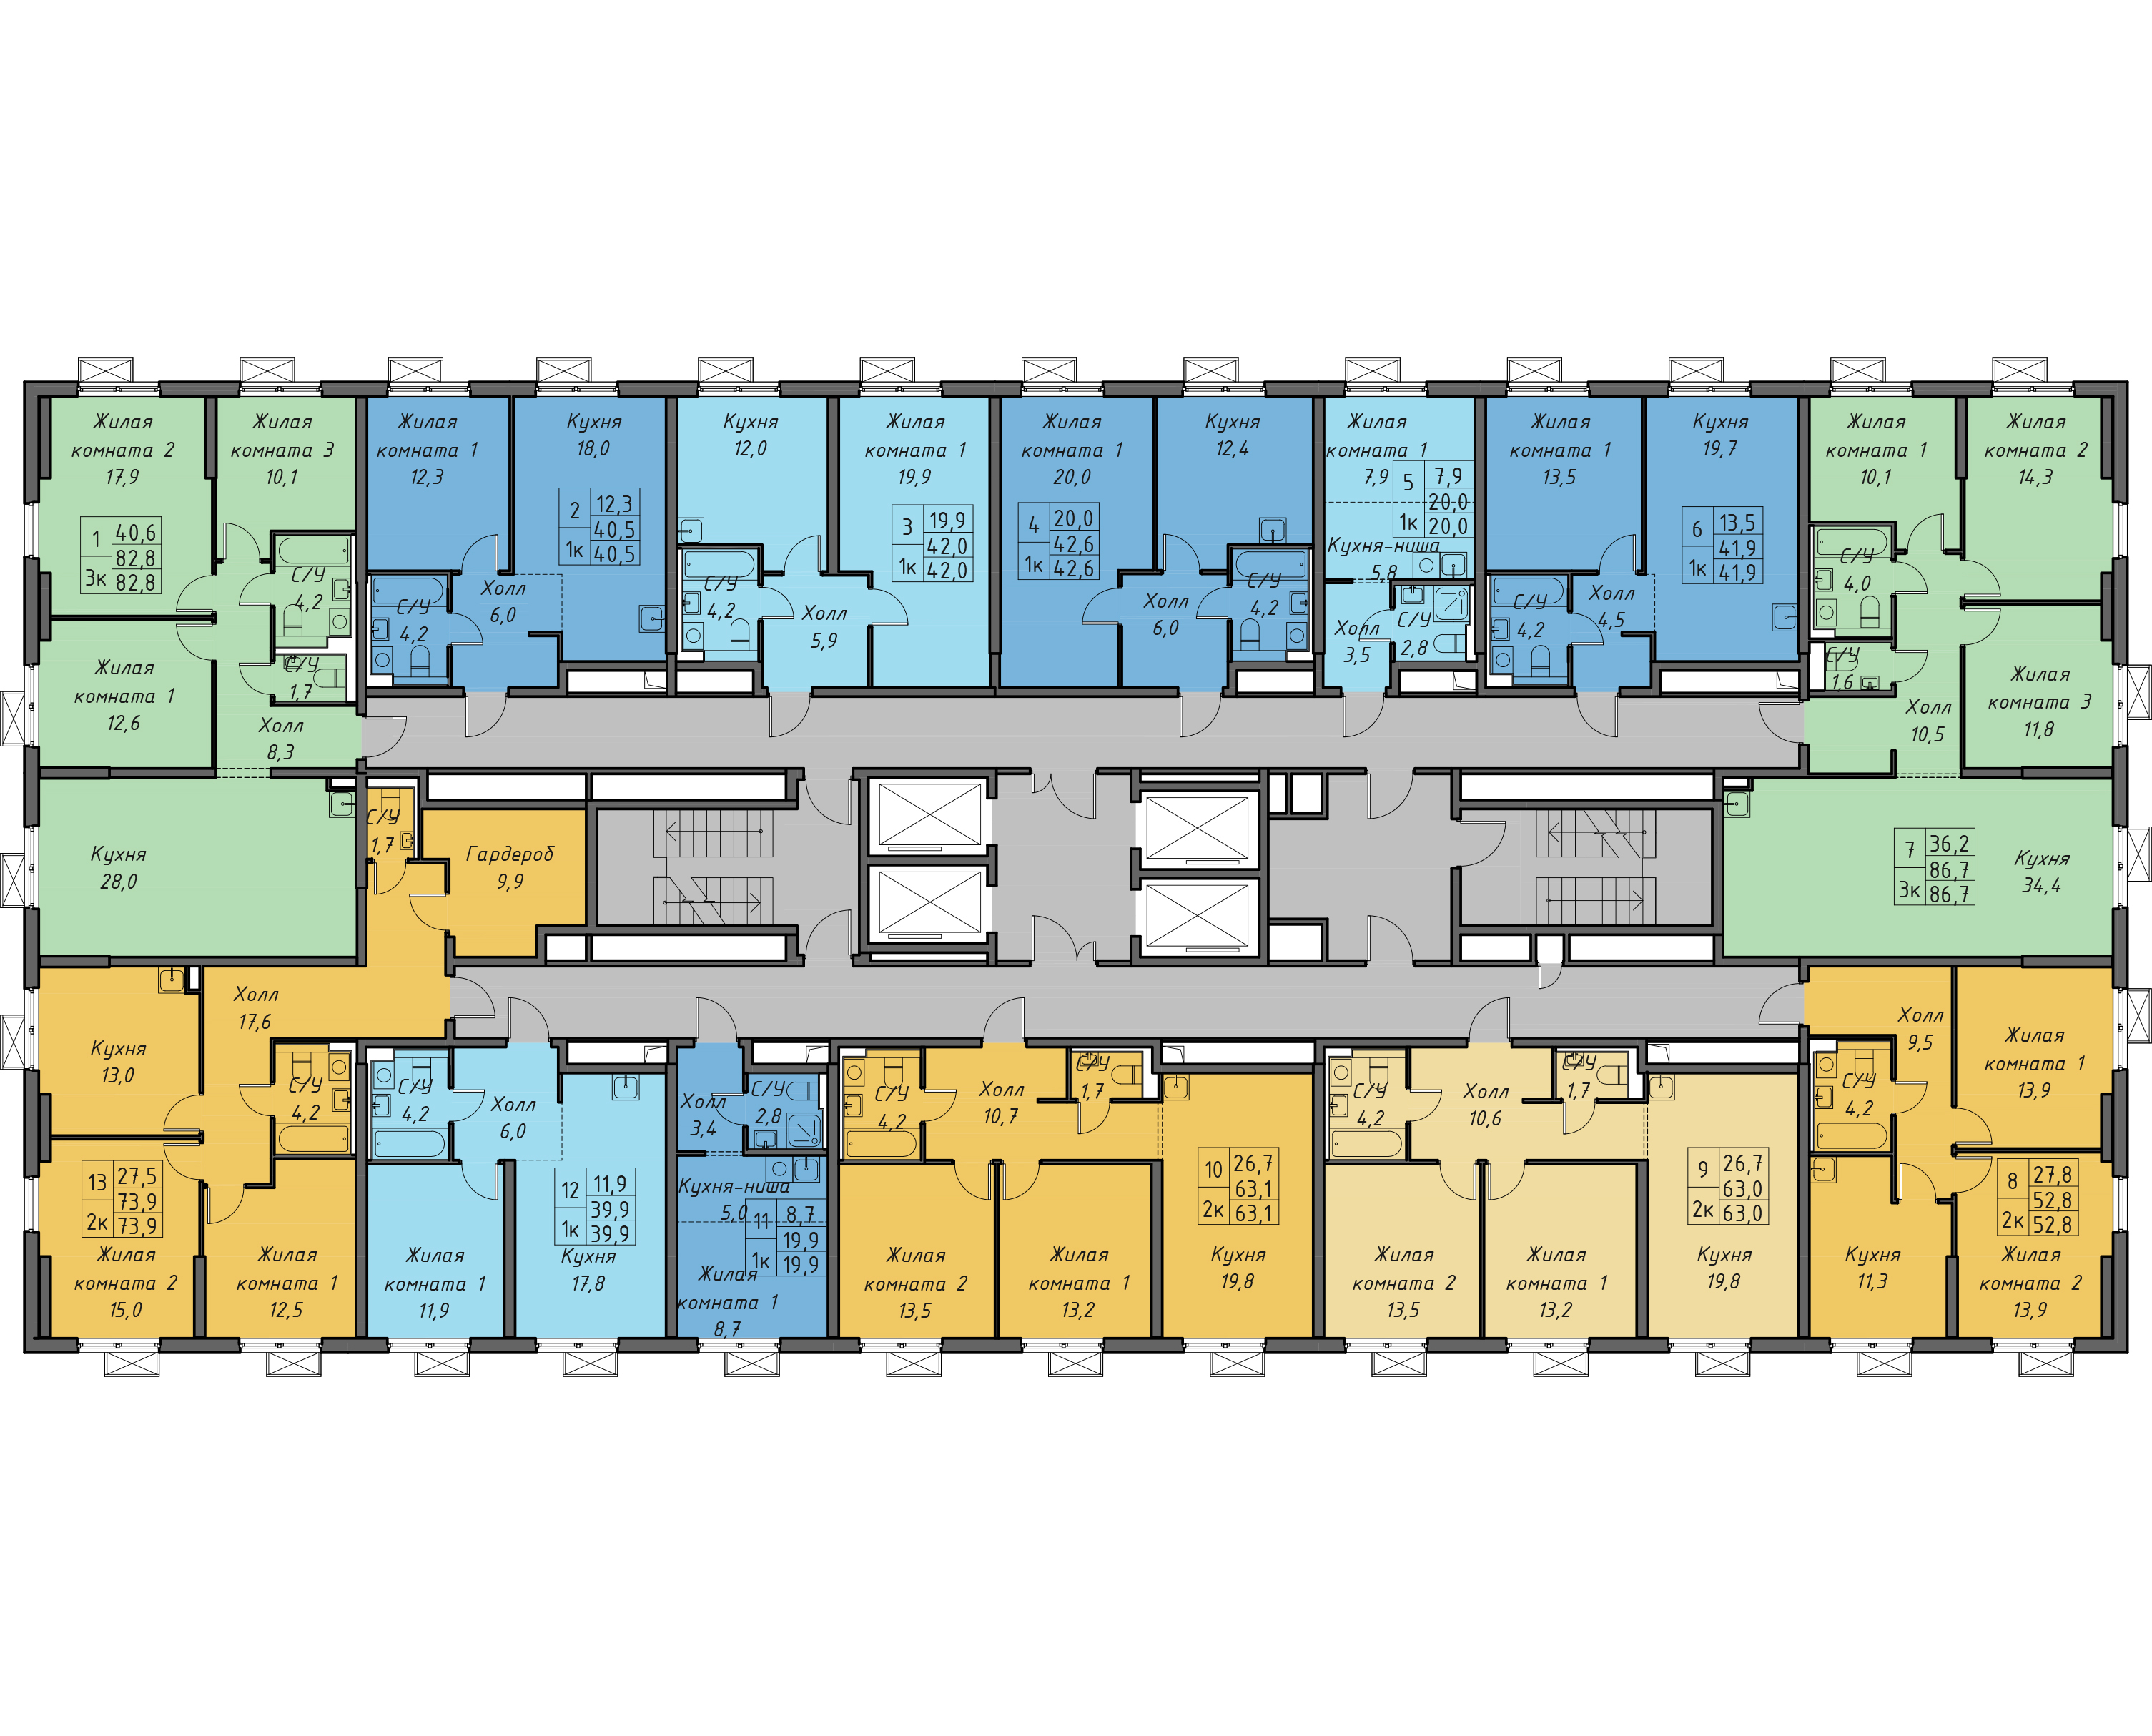 Жилая
комната 2
17,9
Жилая
комната 3
10,1
1
3к
40,6
82,8
82,8
С/У
4,2
Жилая
комната 1
12,6
С/У
1,7
Холл
8,3
Кухня
28,0
Жилая
комната 1
12,3
Кухня
18,0
2
1к
12,3
40,5
40,5
Холл
6,0
С/У
4,2
Кухня
12,0
Жилая
комната 1
19,9
3
1к
19,9
42,0
42,0
С/У
4,2
Холл
5,9
Жилая
комната 1
20,0
Кухня
12,4
4
1к
20,0
42,6
42,6
Холл
6,0
С/У
4,2
Жилая
комната 1
7,9
5
1к
7,9
20,0
20,0
Кухня-ниша
5,8
Холл
3,5
С/У
2,8
Жилая
комната 1
13,5
Кухня
19,7
6
1к
13,5
41,9
41,9
С/У
4,2
Холл
4,5
Жилая
комната 1
10,1
Жилая
комната 2
14,3
С/У
4,0
С/У
1,6
Холл
10,5
Жилая
комната 3
11,8
7
3к
36,2
86,7
86,7
Кухня
34,4
С/У
1,7
Гардероб
9,9
Холл
17,6
Кухня
13,0
С/У
4,2
13
2к
27,5
73,9
73,9
Жилая
комната 2
15,0
Жилая
комната 1
12,5
С/У
4,2
Холл
6,0
12
1к
11,9
39,9
39,9
Жилая
комната 1
11,9
Кухня
17,8
Холл
3,4
С/У
2,8
Кухня-ниша
5,0
11
1к
8,7
19,9
19,9
Жилая
комната 1
8,7
С/У
4,2
Холл
10,7
С/У
1,7
10
2к
26,7
63,1
63,1
Жилая
комната 2
13,5
Жилая
комната 1
13,2
Кухня
19,8
С/У
4,2
Холл
10,6
С/У
1,7
9
2к
26,7
63,0
63,0
Жилая
комната 2
13,5
Жилая
комната 1
13,2
Кухня
19,8
Холл
9,5
Жилая
комната 1
13,9
С/У
4,2
8
2к
27,8
52,8
52,8
Кухня
11,3
Жилая
комната 2
13,9